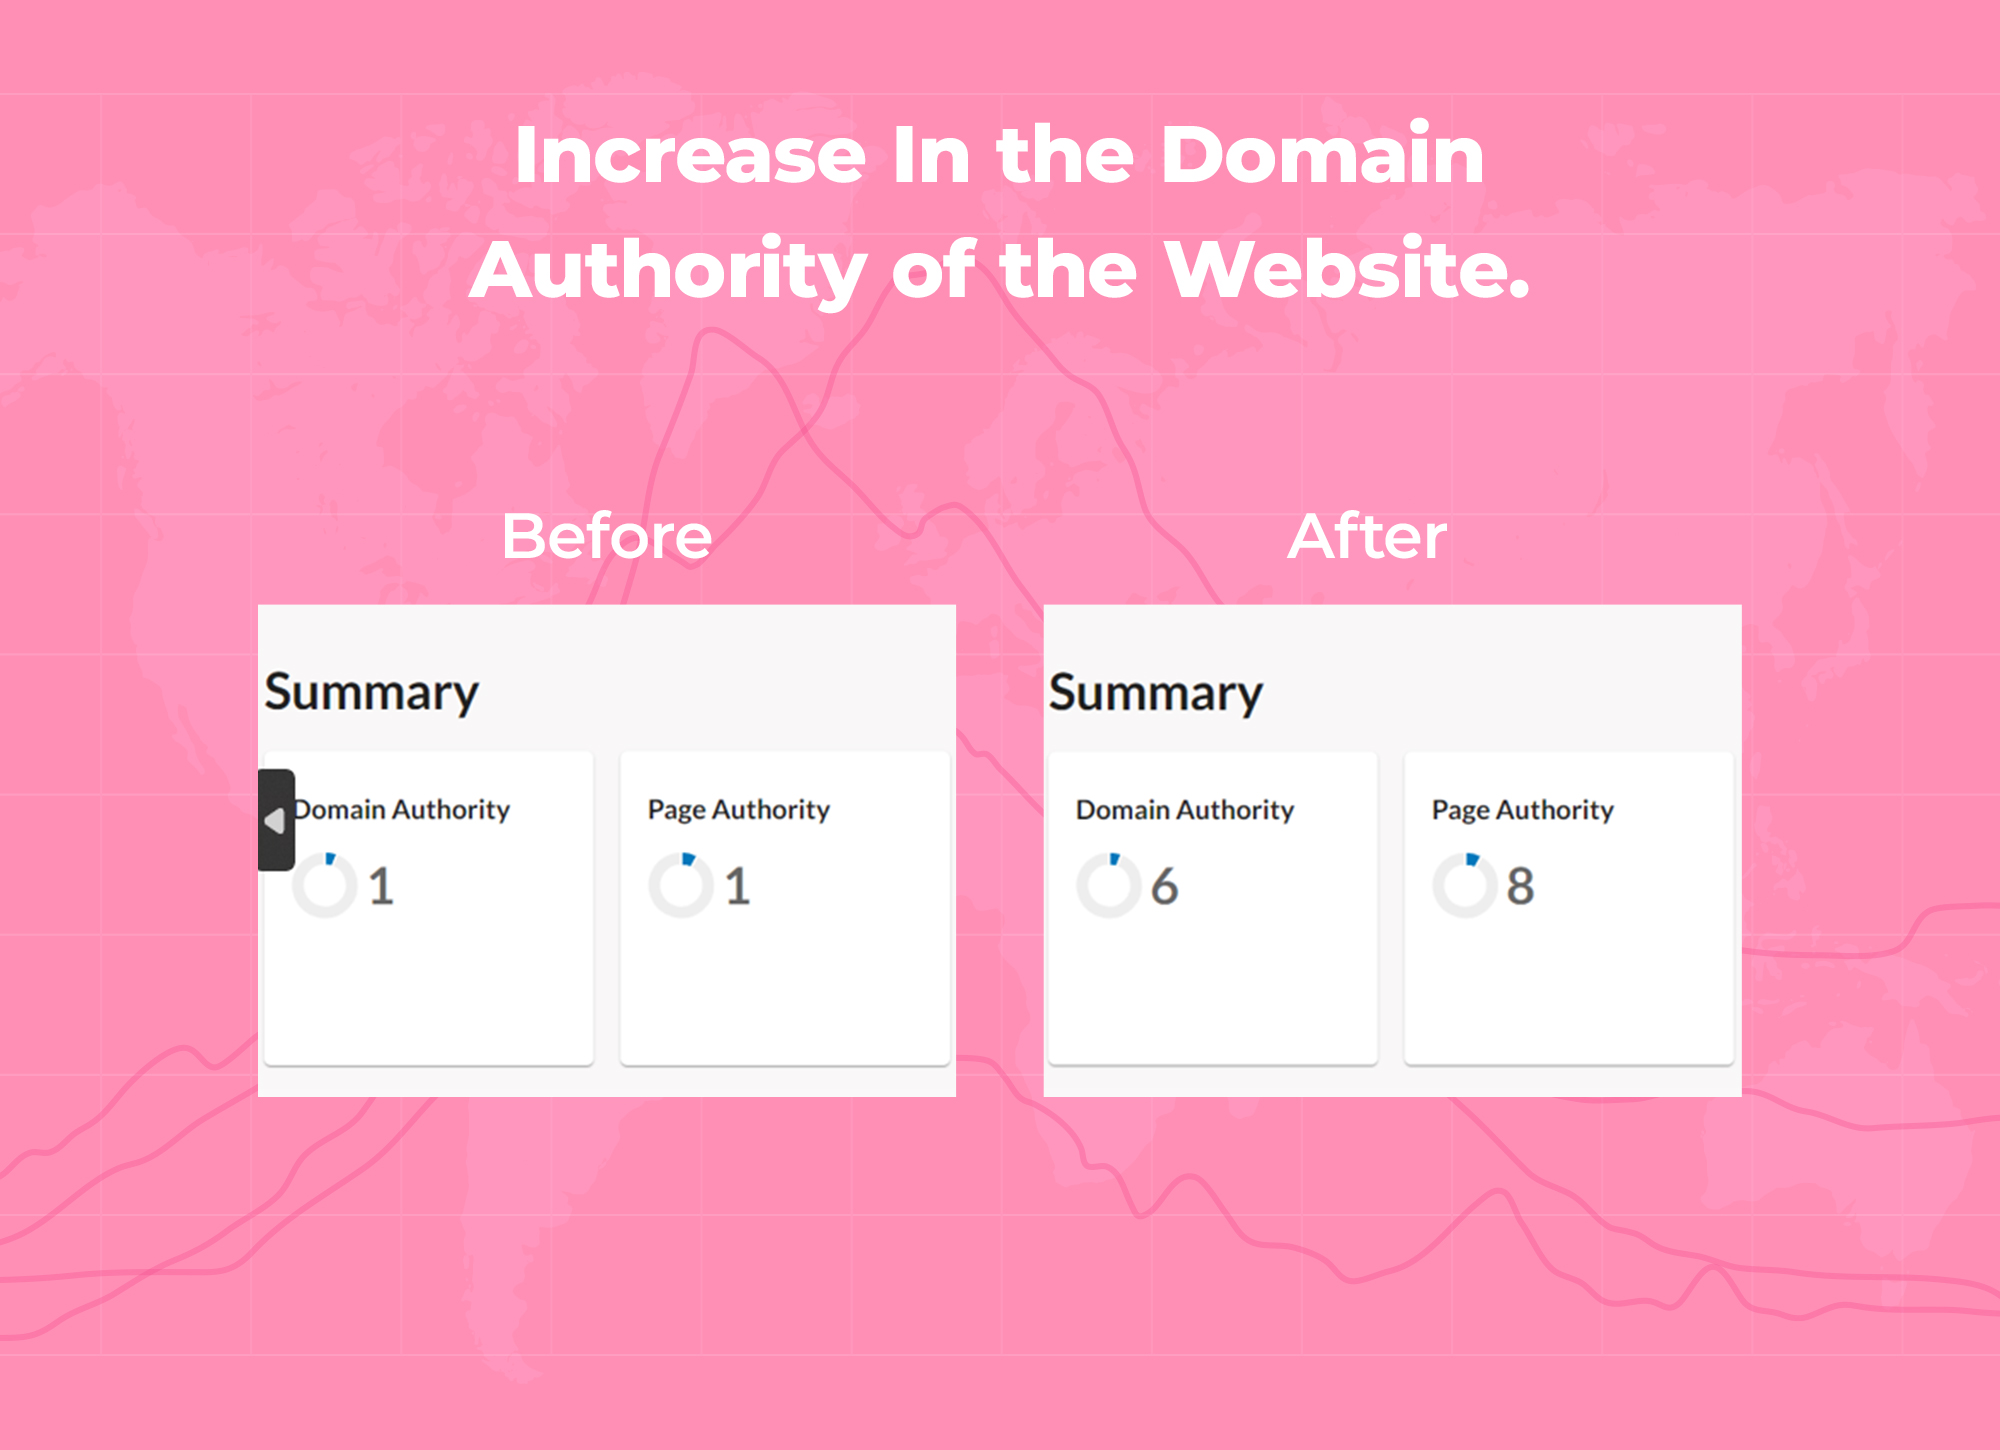 Increase In the Domain
Authority of the Website.
Before
After
Summary
Domain Authority
Page Authority
1
1
Summary
Domain Authority
Page Authority
6
8